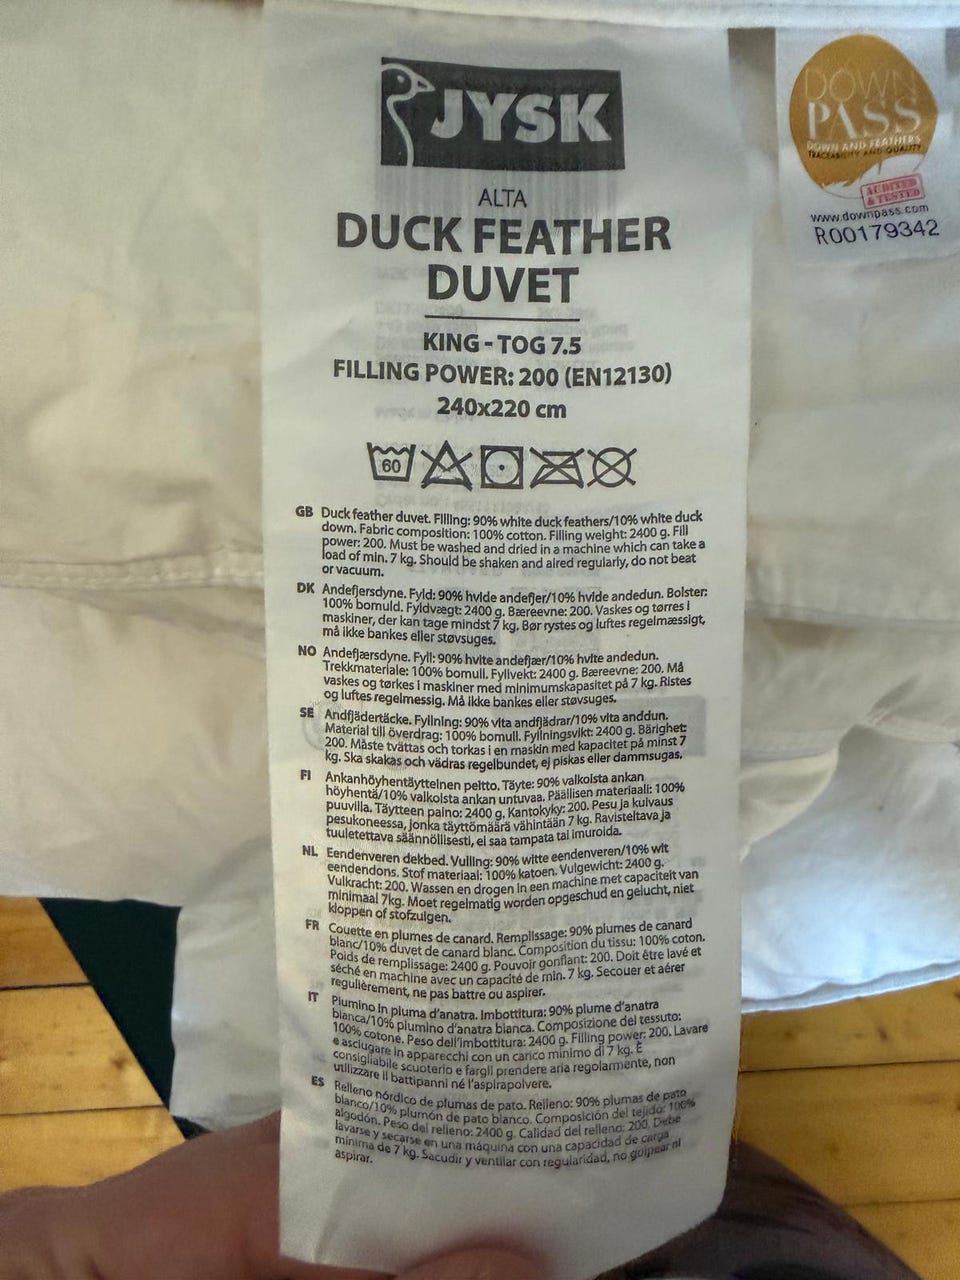 JYSK
ALTA
DUCK FEATHER
DUVET
KING - TOG 7.5
FILLING POWER: 200 (EN12130)
240x220 cm
60
GB Duck feather duvet. Filling: 90% white duck feathers/10% white duck
down. Fabric composition: 100% cotton. Filling weight: 2400 g. Fill
power: 200. Must be washed and dried in a machine which can take a
load of min. 7 kg. Should be shaken and aired regularly, do not beat
or vacuum.
DK Andefjersdyne. Fyld: 90% hvide andefjer/10% hvide andedun. Bolster:
100% bomuld. Fyldvægt: 2400 g. Bæreevne: 200. Vaskes og tørres i
maskiner, der kan tage mindst 7 kg. Bør rystes og luftes regelmæssigt,
må ikke bankes eller støvsuges.
NO Andefjærsdyne. Fyll: 90% hvite andefjær/10% hvite andedun.
Trekkmateriale: 100% bomull. Fyllvekt: 2400 g. Bæreevne: 200. Må
vaskes og tørkes i maskiner med minimumskapasitet på 7 kg. Ristes
og luftes regelmessig. Må ikke bankes eller støvsuges.
SE Andfjädertäcke. Fyllning: 90% vita andfjädrar/10% vita anddun.
Material till överdrag: 100% bomull. Fyllningsvikt: 2400 g. Bärighet:
200. Måste tvättas och torkas i en maskin med kapacitet på minst 7
kg. Ska skakas och vädras regelbundet, ej piskas eller dammsugas.
FI Ankanhöyhentäytteinen peitto. Täyte: 90% valkoista ankan
höyhentä/10% valkoista ankan untuvaa. Päällisen materiaali: 100%
puuvilla. Täytteen paino: 2400 g. Kantokyky: 200. Pesu ja kuivaus
pesukoneessa, jonka täyttömäärä vähintään 7 kg. Ravisteltava ja
tuuletettava säännöllisesti, ei saa tampata tai imuroida.
NL Eendenveren dekbed. Vulling: 90% witte eendenveren/10% wit
eendendons. Stof materiaal: 100% katoen. Vulgewicht: 2400 g.
Vulkracht: 200. Wassen en drogen in een machine met capaciteit van
minimaal 7kg. Moet regelmatig worden opgeschud en gelucht, niet
kloppen of stofzuigen.
FR Couette en plumes de canard. Remplissage: 90% plumes de canard
blanc/10% duvet de canard blanc. Composition du tissu: 100% coton.
Poids de remplissage: 2400 g. Pouvoir gonflant: 200. Doit être lavé et
séché en machine avec un capacité de min. 7 kg. Secouer et aérer
regulièrement, ne pas battre ou aspirer.
IT Piumino in piuma d'anatra. Imbottitura: 90% piume d'anatra
bianca/10% piumino d'anatra bianca. Composizione del tessuto:
100% cotone. Peso dell'imbottitura: 2400 g. Filling power: 200. Lavare
e asciugare in apparecchi con un carico minimo di 7 kg. È
consigliabile scuoterlo e fargli prendere aria regolarmente, non
utilizzare il battipanni né l'aspirapolvere.
ES Relleno nórdico de plumas de pato. Relleno: 90% plumas de pato
blanco/10% plumón de pato blanco. Composición del tejido: 100%
algodón. Peso del relleno: 2400 g. Calidad del relleno: 200. Debe
lavarse y secarse en una máquina con una capacidad de carga
mínima de 7 kg. Sacudir y ventilar con regularidad, no golpear ni
aspirar.
DOWN
PASS
DOWN AND FEATHERS
TRACEABILITY AND QUALITY
AUDITED
& TESTED
www.downpass.com
R00179342